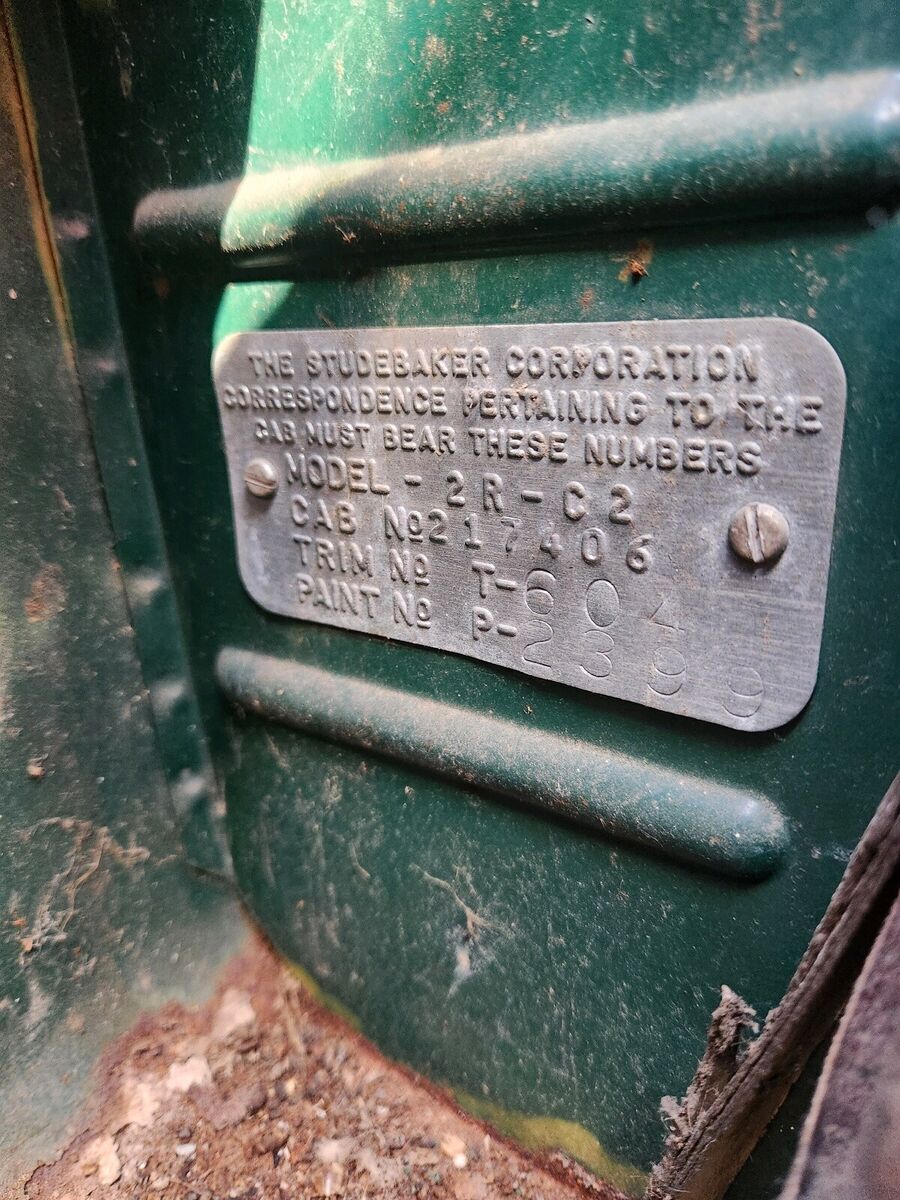 THE STUDEBAKER CORPORATION
CORRESPONDENCE PERTAINING TO THE
CAB MUST BEAR THESE NUMBERS
MODEL - 2R-C2
CAB Nº 217406
TRIM Nº T-604
PAINT Nº P-2399